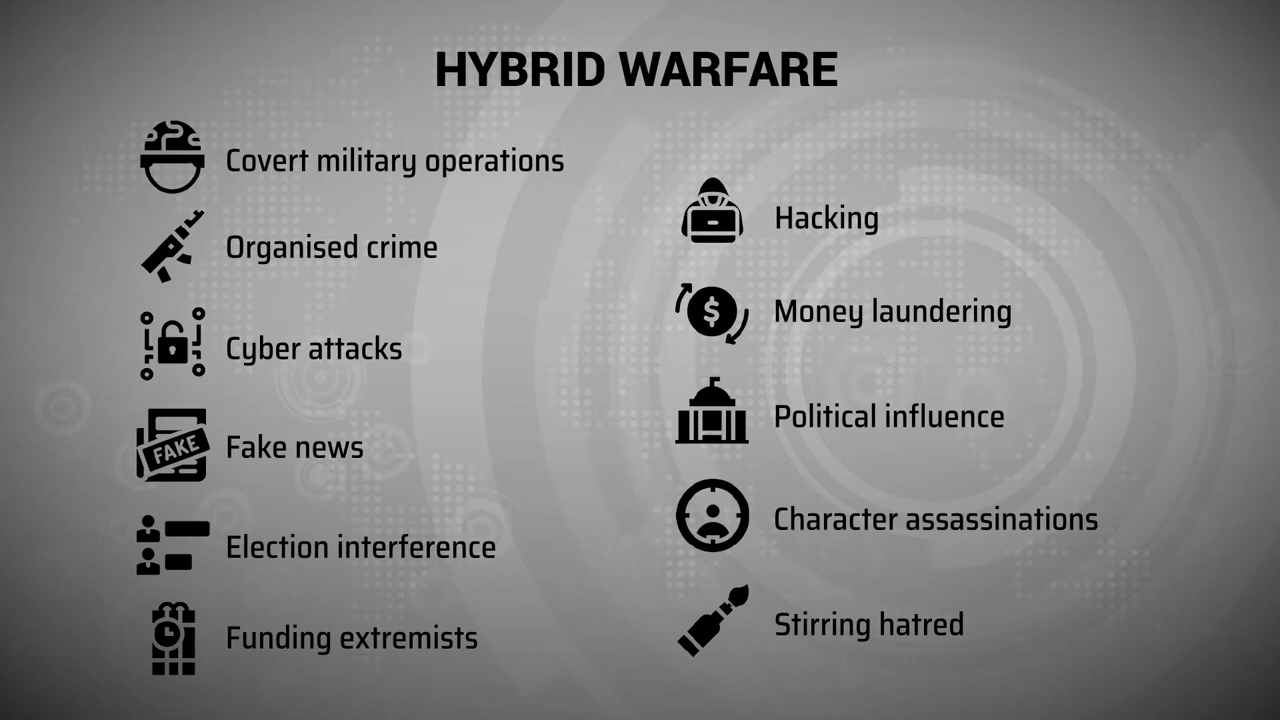 HYBRID WARFARE
Covert military operations
Organised crime
Cyber attacks
FAKE
Fake news
Election interference
Funding extremists
Hacking
$
Money laundering
Political influence
Character assassinations
Stirring hatred